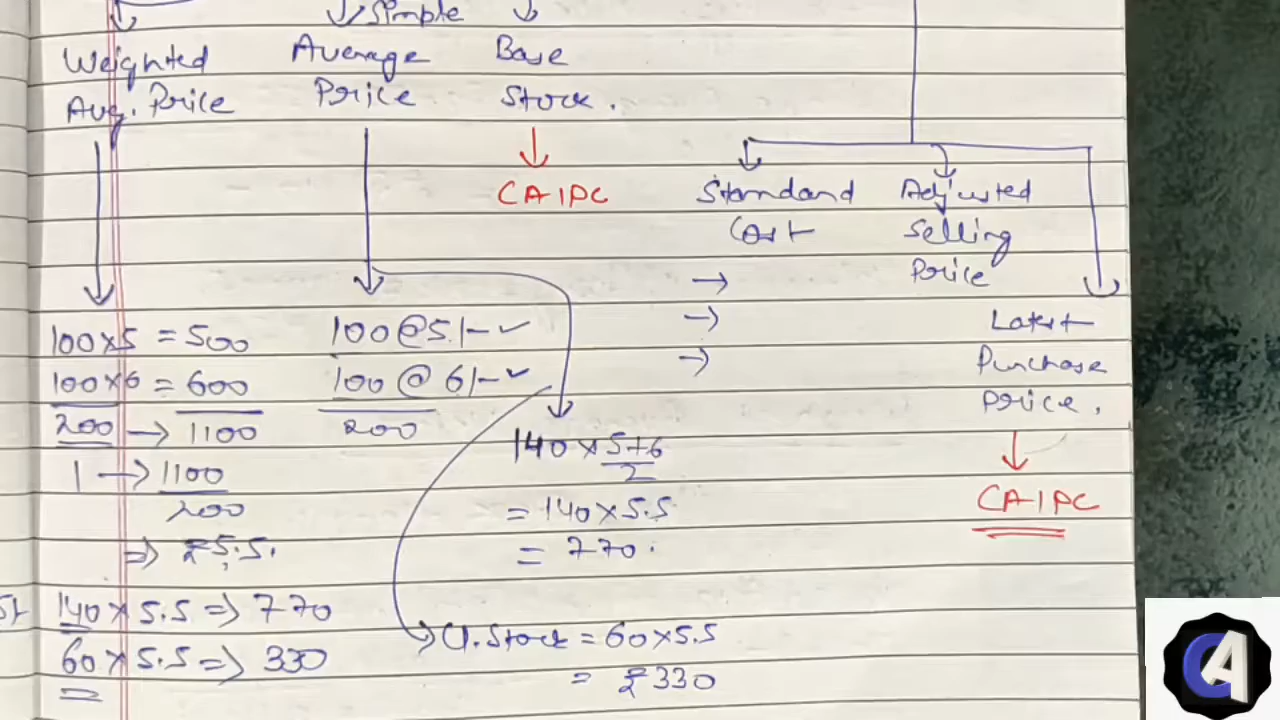 Simple
Weighted Average Base
Avg. Price Price Stock.
CAIPC
Standard Adjusted
Cost Selling
Price
→
100×5 = 500 100@5/- ✓
→
Latest
100×6 = 600 100 @ 6/- ✓
→
Purchase
200 → 1100 200
Price.
140 × 5+6
2
1 → 1100
200
= 140×5.5
CAIPC
⇒ ₹5.5.
= 770.
140 × 5.5 ⇒ 770
Cl. Stock = 60×5.5
60 × 5.5 ⇒ 330
= ₹330
CA